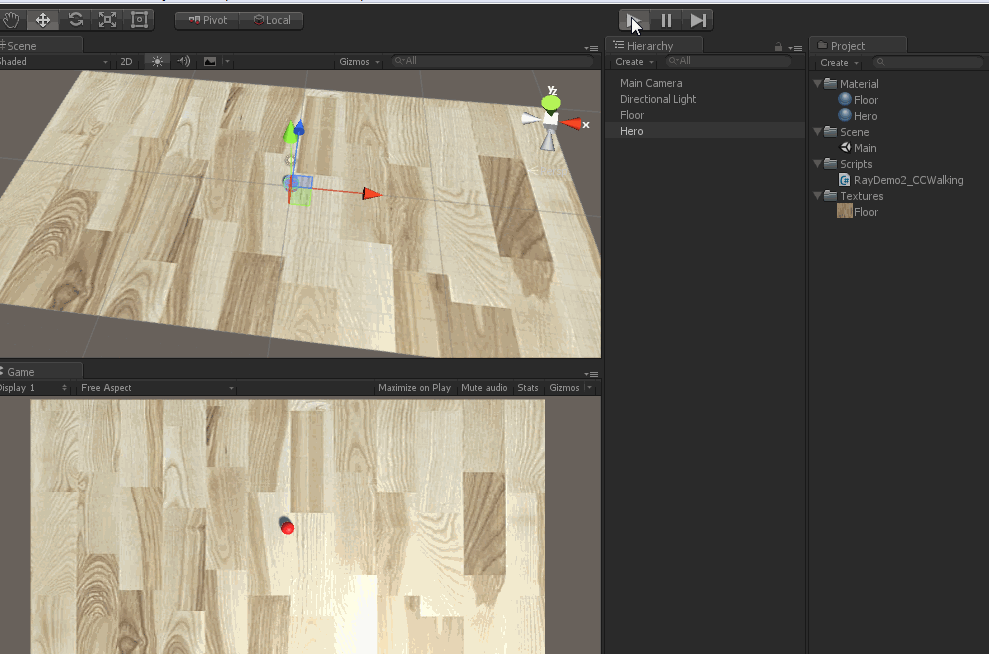 Pivot Local
Scene
Shaded 2D Gizmos All
y z
x
Game
Display 1 Free Aspect Maximize on Play Mute audio Stats Gizmos
Hierarchy
Create All
Main Camera
Directional Light
Floor
Hero
Project
Create
Material
Floor
Hero
Scene
Main
Scripts
RayDemo2_CCWalking
Textures
Floor